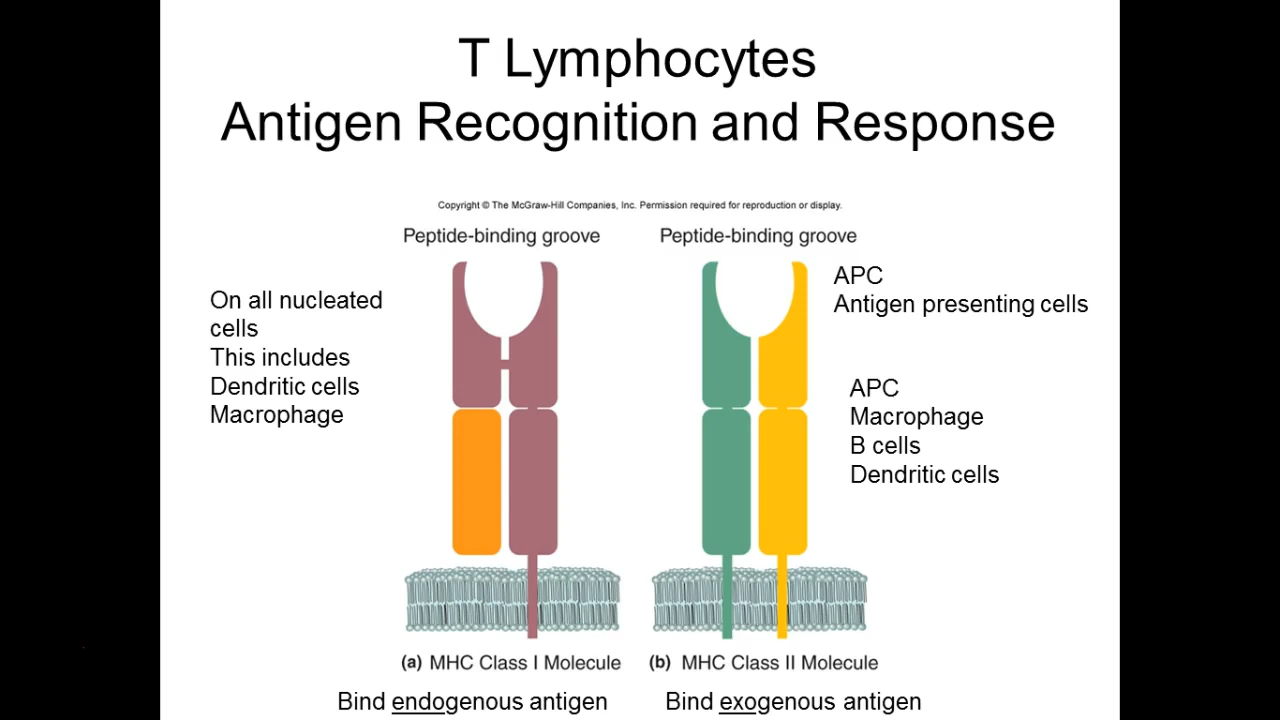 T Lymphocytes
Antigen Recognition and Response
Copyright © The McGraw-Hill Companies, Inc. Permission required for reproduction or display.
Peptide-binding groove
Peptide-binding groove
On all nucleated
cells
This includes
Dendritic cells
Macrophage
APC
Antigen presenting cells
APC
Macrophage
B cells
Dendritic cells
(a) MHC Class I Molecule
(b) MHC Class II Molecule
Bind endogenous antigen
Bind exogenous antigen